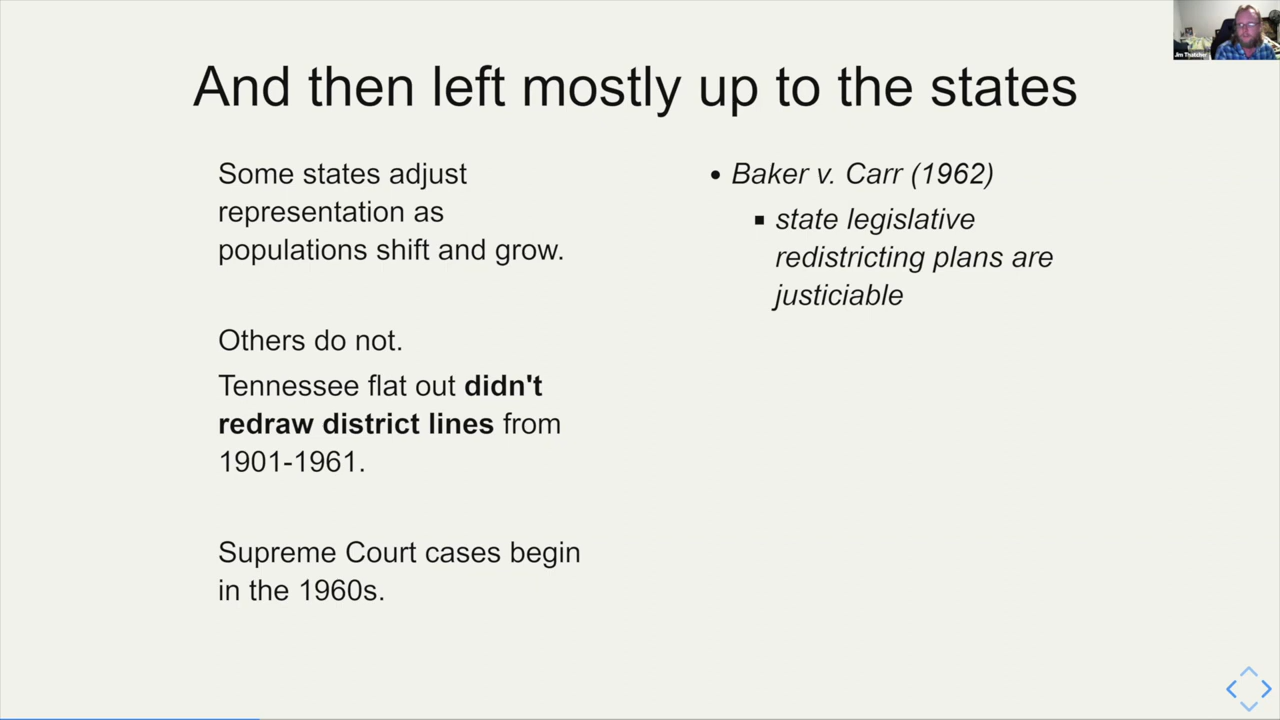 And then left mostly up to the states
Some states adjust
representation as
populations shift and grow.
Others do not.
Tennessee flat out didn't
redraw district lines from
1901-1961.
Supreme Court cases begin
in the 1960s.
• Baker v. Carr (1962)
▪ state legislative
redistricting plans are
justiciable
Jim Thatcher